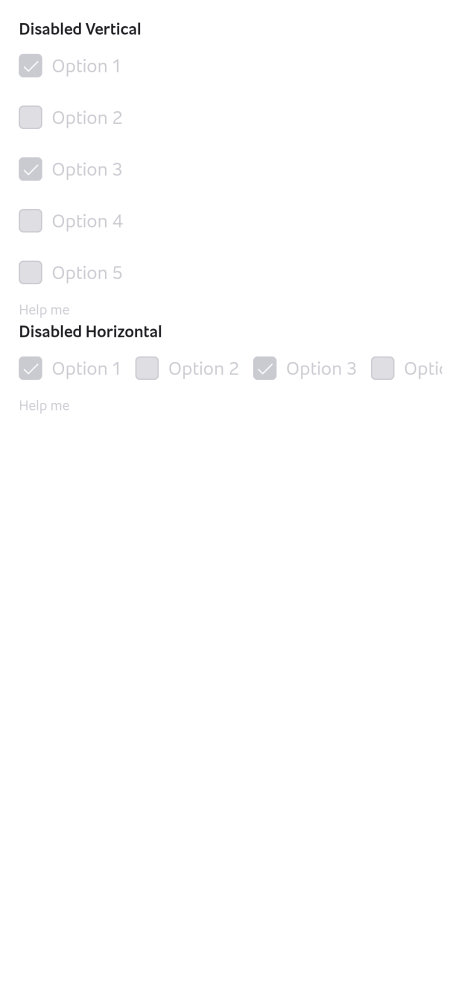 Disabled Vertical
Option 1
Option 2
Option 3
Option 4
Option 5
Help me
Disabled Horizontal
Option 1 Option 2 Option 3
Help me